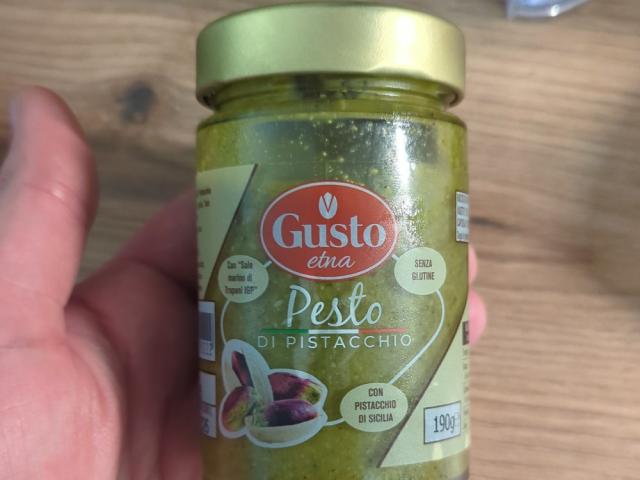 Gusto
etna
Con "Sale
marino di
Trapani IGP"
SENZA
GLUTINE
Pesto
DI PISTACCHIO
CON
PISTACCHIO
DI SICILIA
190g